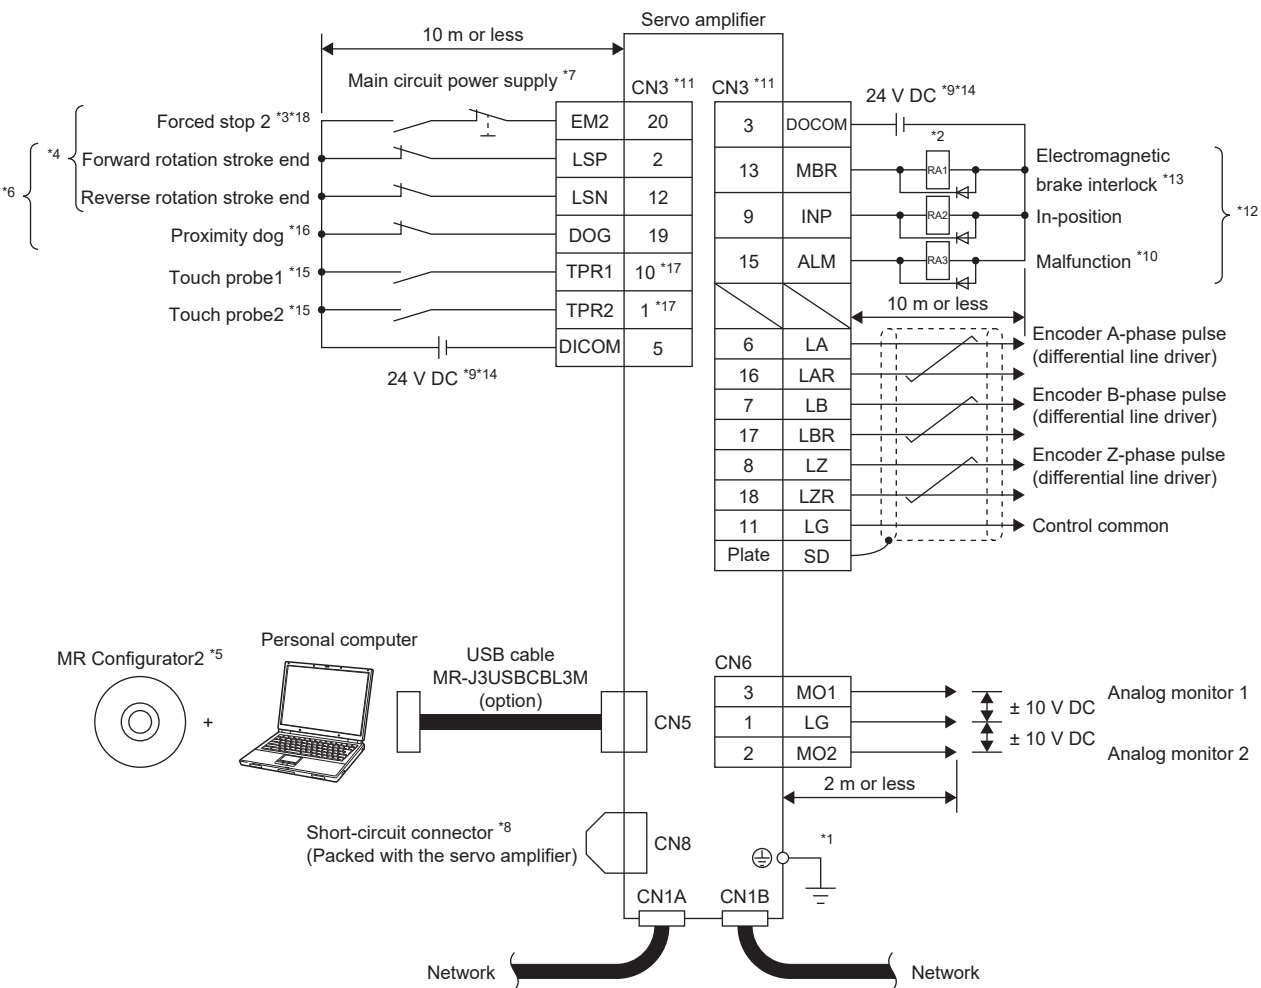 Servo amplifier
10 m or less
Main circuit power supply *7
CN3 *11
CN3 *11
24 V DC *9*14
Forced stop 2 *3*18
EM2 20
3 DOCOM
*2
*4
Forward rotation stroke end
LSP 2
13 MBR
RA1
Electromagnetic
brake interlock *13
*6
Reverse rotation stroke end
LSN 12
9 INP
RA2
In-position
*12
Proximity dog *16
DOG 19
15 ALM
RA3
Malfunction *10
Touch probe1 *15
TPR1 10 *17
10 m or less
Touch probe2 *15
TPR2 1 *17
DICOM 5
24 V DC *9*14
6 LA
Encoder A-phase pulse
(differential line driver)
16 LAR
7 LB
Encoder B-phase pulse
(differential line driver)
17 LBR
8 LZ
Encoder Z-phase pulse
(differential line driver)
18 LZR
11 LG
Control common
Plate SD
MR Configurator2 *5
+
Personal computer
USB cable
MR-J3USBCBL3M
(option)
CN5
CN6
3 MO1
Analog monitor 1
± 10 V DC
1 LG
± 10 V DC
2 MO2
Analog monitor 2
2 m or less
Short-circuit connector *8
(Packed with the servo amplifier)
CN8
*1
CN1A
CN1B
Network
Network